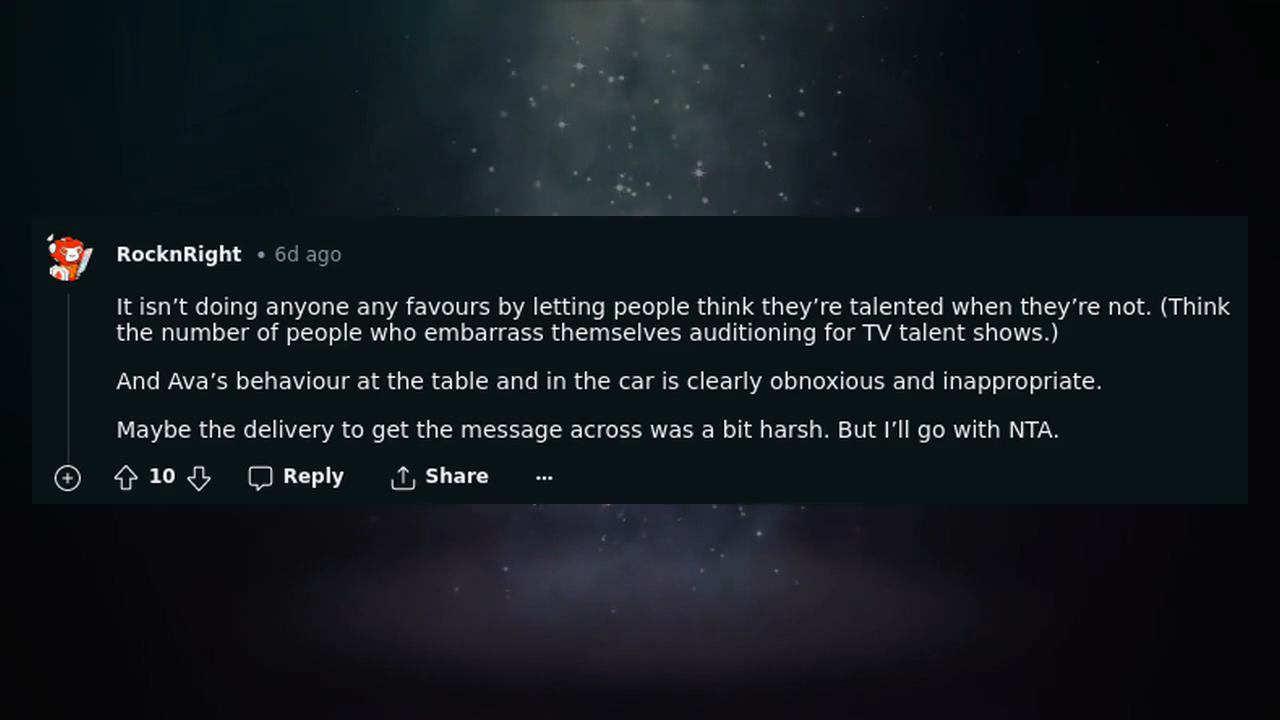 RocknRight • 6d ago
It isn’t doing anyone any favours by letting people think they’re talented when they’re not. (Think
the number of people who embarrass themselves auditioning for TV talent shows.)
And Ava’s behaviour at the table and in the car is clearly obnoxious and inappropriate.
Maybe the delivery to get the message across was a bit harsh. But I’ll go with NTA.
10 Reply Share ...